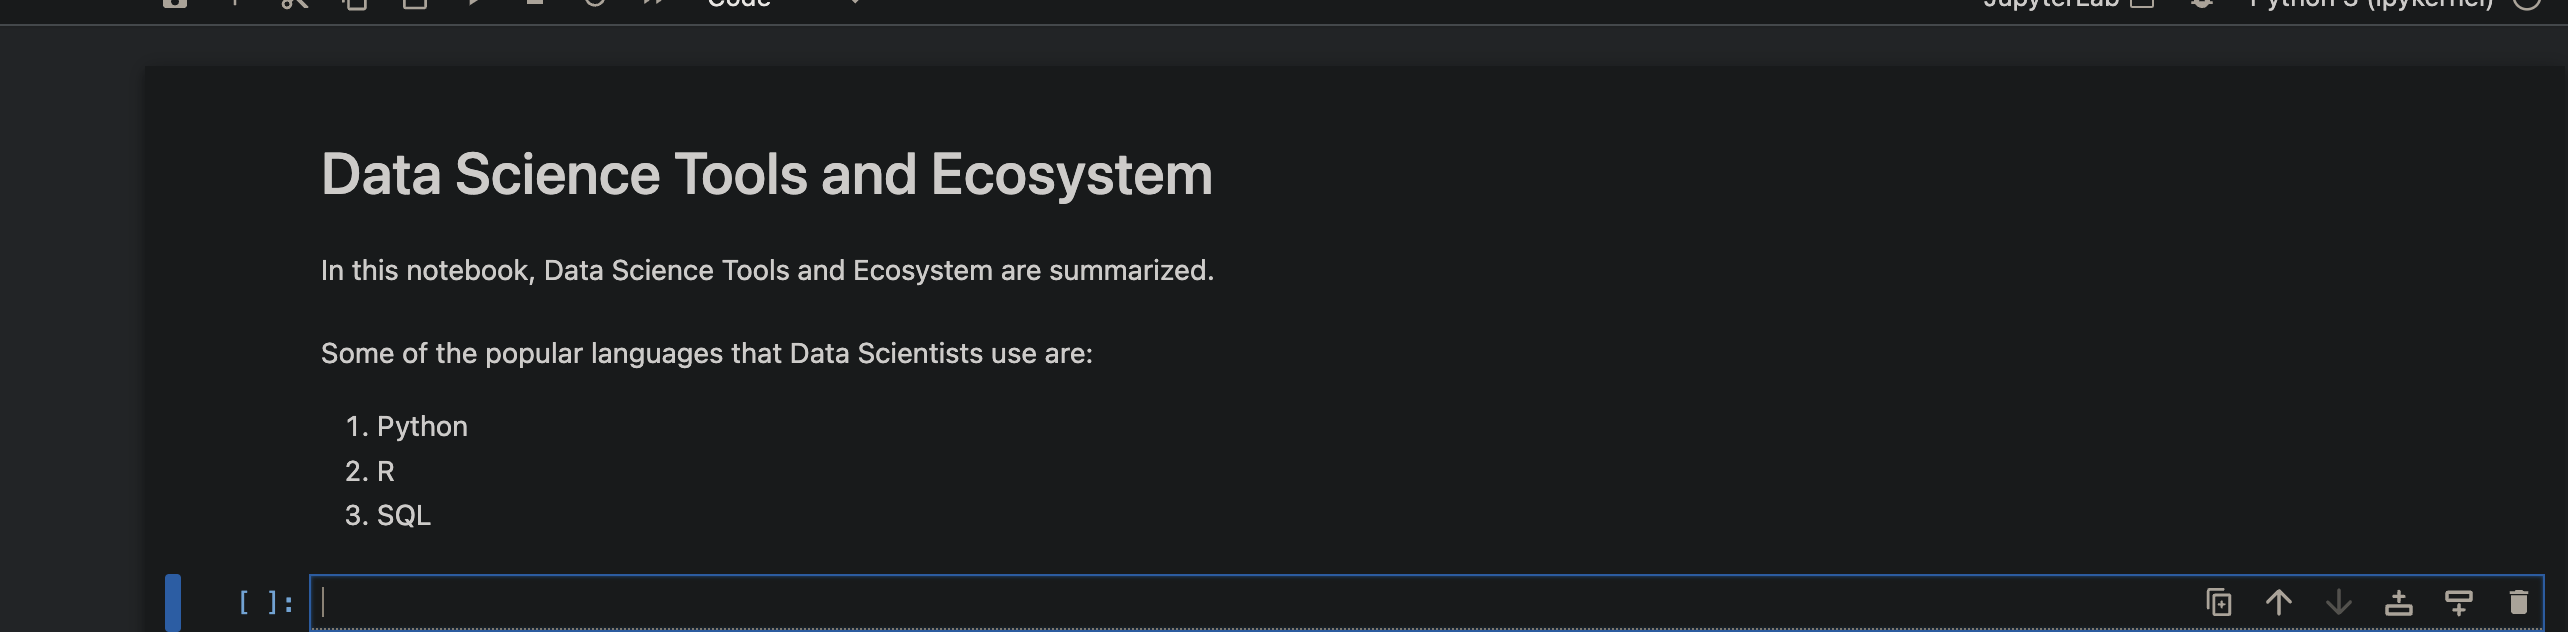 Code
JupyterLab
Python 3 (ipykernel)
Data Science Tools and Ecosystem
In this notebook, Data Science Tools and Ecosystem are summarized.
Some of the popular languages that Data Scientists use are:
1. Python
2. R
3. SQL
[ ]: